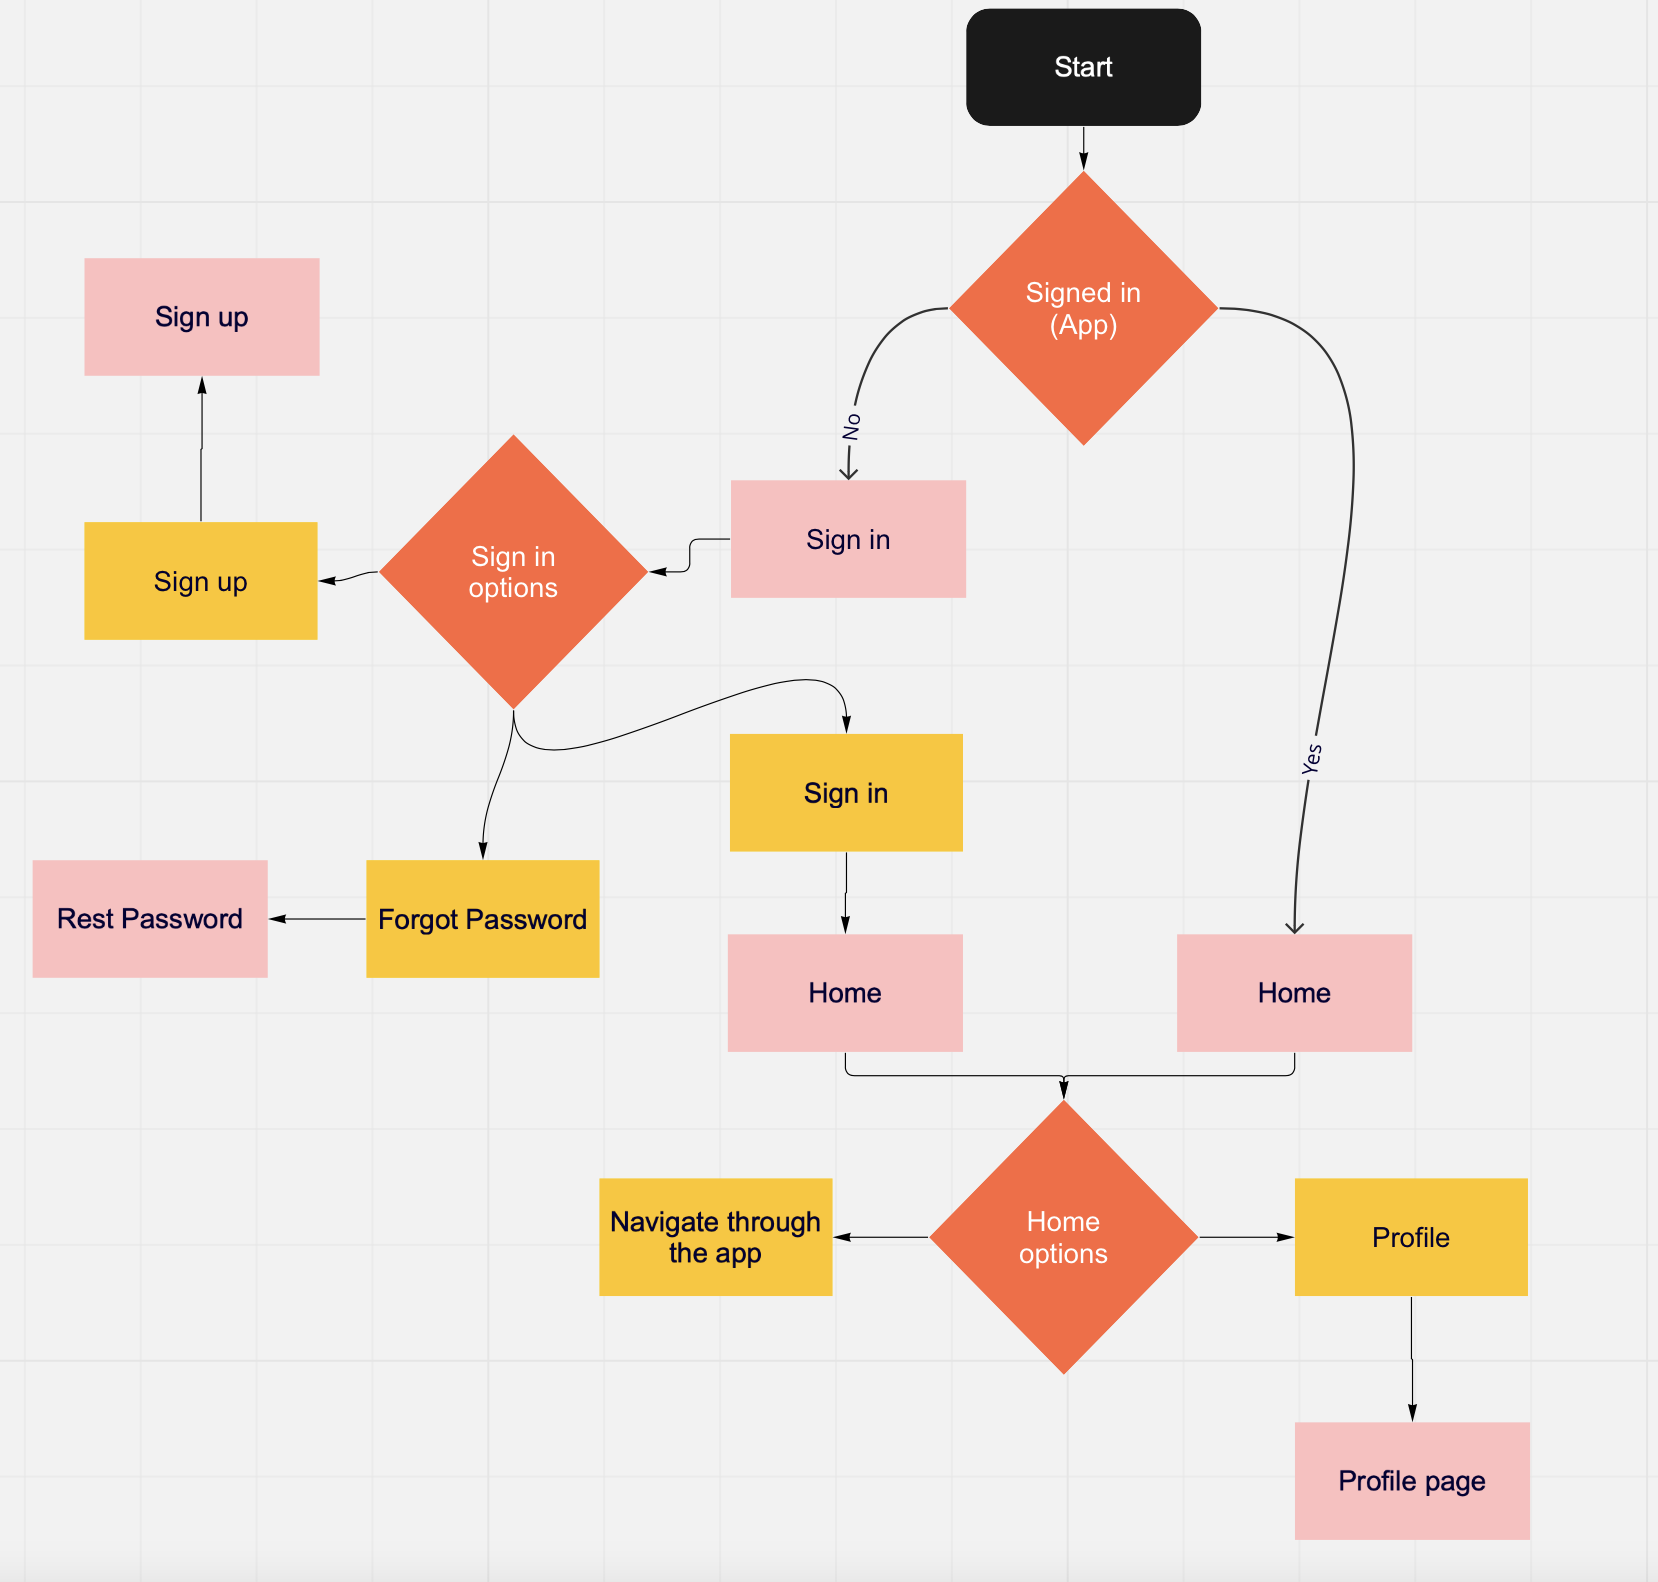 Start
Signed in
(App)
Sign up
No
Sign in
Sign in
options
Sign up
Yes
Sign in
Rest Password
Forgot Password
Home
Home
Navigate through
the app
Home
options
Profile
Profile page